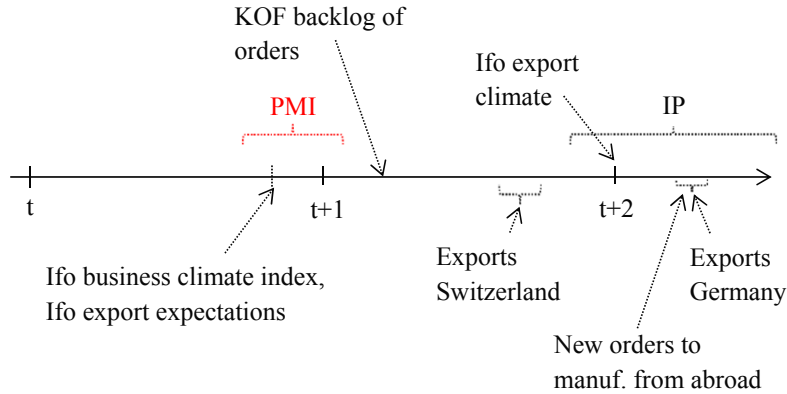 KOF backlog of
orders
Ifo export
climate
PMI
IP
t
t+1
t+2
Exports
Switzerland
Exports
Germany
Ifo business climate index,
Ifo export expectations
New orders to
manuf. from abroad